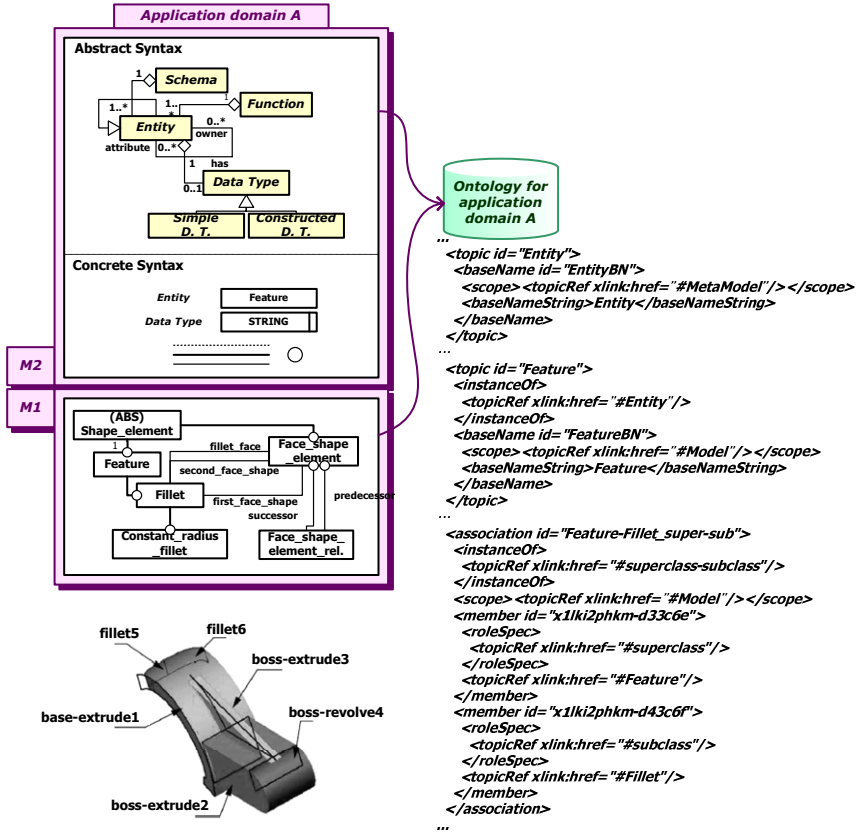 Application domain A
Abstract Syntax
1
Schema
1..*
1..
*
1
Function
Entity
0..*
owner
attribute
0..*
1
has
0..1
Data Type
Simple
D. T.
Constructed
D. T.
Concrete Syntax
Entity
Feature
Data Type
STRING
M2
M1
(ABS)
Shape_element
1
Feature
fillet_face
Face_shape
_element
second_face_shape
Fillet
first_face_shape
predecessor
successor
Constant_radius
_fillet
Face_shape_
element_rel.
fillet5
fillet6
boss-extrude3
base-extrude1
boss-revolve4
boss-extrude2
Ontology for
application
domain A
...
<topic id="Entity">
<baseName id="EntityBN">
<scope><topicRef xlink:href="#MetaModel"/></scope>
<baseNameString>Entity</baseNameString>
</baseName>
</topic>
...
<topic id="Feature">
<instanceOf>
<topicRef xlink:href="#Entity"/>
</instanceOf>
<baseName id="FeatureBN">
<scope><topicRef xlink:href="#Model"/></scope>
<baseNameString>Feature</baseNameString>
</baseName>
</topic>
...
<association id="Feature-Fillet_super-sub">
<instanceOf>
<topicRef xlink:href="#superclass-subclass"/>
</instanceOf>
<scope><topicRef xlink:href="#Model"/></scope>
<member id="x1lki2phkm-d33c6e">
<roleSpec>
<topicRef xlink:href="#superclass"/>
</roleSpec>
<topicRef xlink:href="#Feature"/>
</member>
<member id="x1lki2phkm-d43c6f">
<roleSpec>
<topicRef xlink:href="#subclass"/>
</roleSpec>
<topicRef xlink:href="#Fillet"/>
</member>
</association>
...